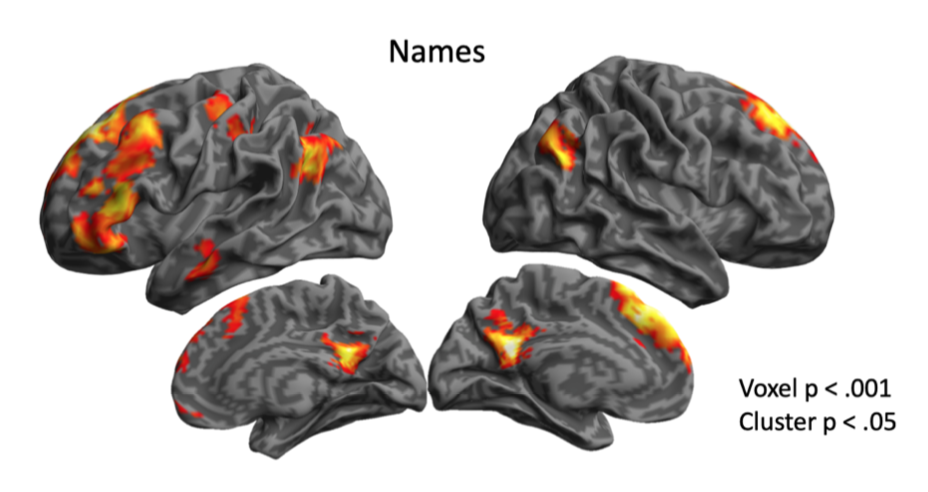 Names
Voxel p < .001
Cluster p < .05